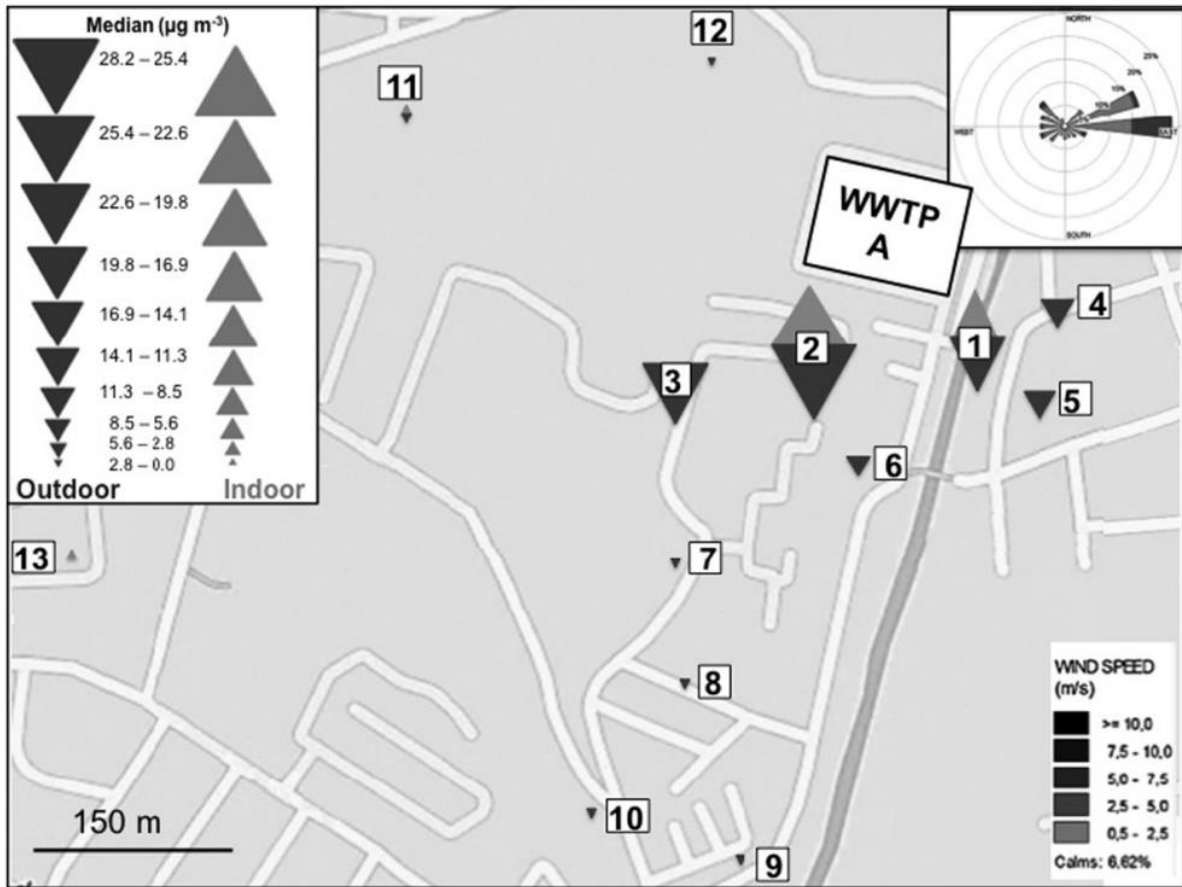 Median (µg m⁻³)
28.2 – 25.4
25.4 – 22.6
22.6 – 19.8
19.8 – 16.9
16.9 – 14.1
14.1 – 11.3
11.3 – 8.5
8.5 – 5.6
5.6 – 2.8
2.8 – 0.0
Outdoor Indoor
12
11
NORTH
25%
20%
15%
10%
WEST
EAST
SOUTH
WWTP
A
4
1
2
3
5
6
7
13
8
10
9
150 m
WIND SPEED
(m/s)
>= 10,0
7,5 - 10,0
5,0 - 7,5
2,5 - 5,0
0,5 - 2,5
Calms: 6,62%